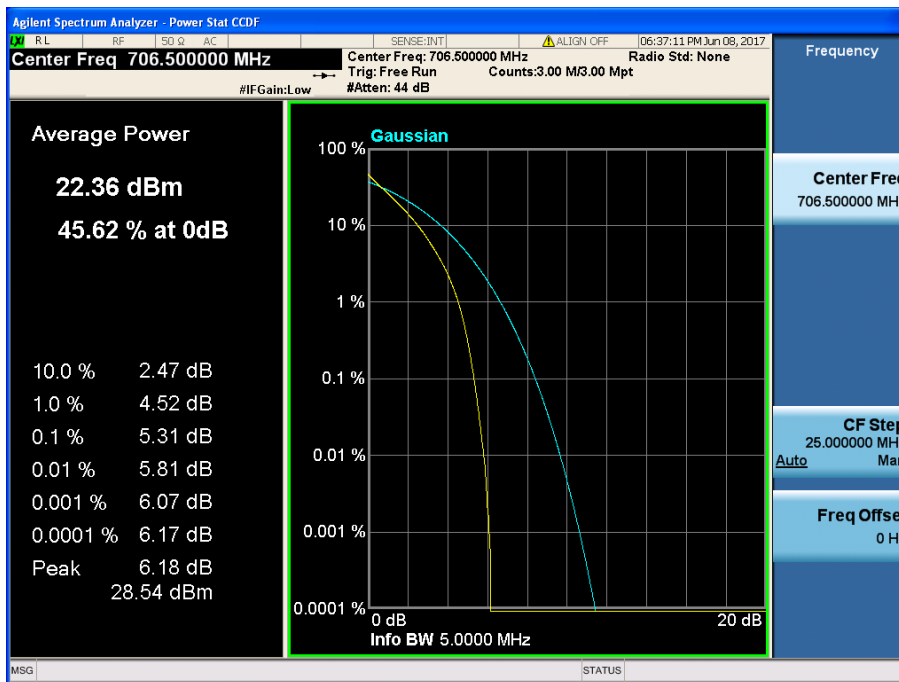 Agilent Spectrum Analyzer - Power Stat CCDF
LXI RL RF 50 Ω AC SENSE:INT ALIGN OFF 06:37:11 PM Jun 08, 2017
Center Freq 706.500000 MHz
Center Freq: 706.500000 MHz Radio Std: None
Trig: Free Run Counts:3.00 M/3.00 Mpt
#IFGain:Low #Atten: 44 dB
Average Power
22.36 dBm
45.62 % at 0dB
10.0 % 2.47 dB
1.0 % 4.52 dB
0.1 % 5.31 dB
0.01 % 5.81 dB
0.001 % 6.07 dB
0.0001 % 6.17 dB
Peak 6.18 dB
28.54 dBm
Gaussian
100 %
10 %
1 %
0.1 %
0.01 %
0.001 %
0.0001 %
0 dB 20 dB
Info BW 5.0000 MHz
Frequency
Center Fre
706.500000 MH
CF Step
25.000000 MH
Auto Ma
Freq Offse
0 H
MSG STATUS